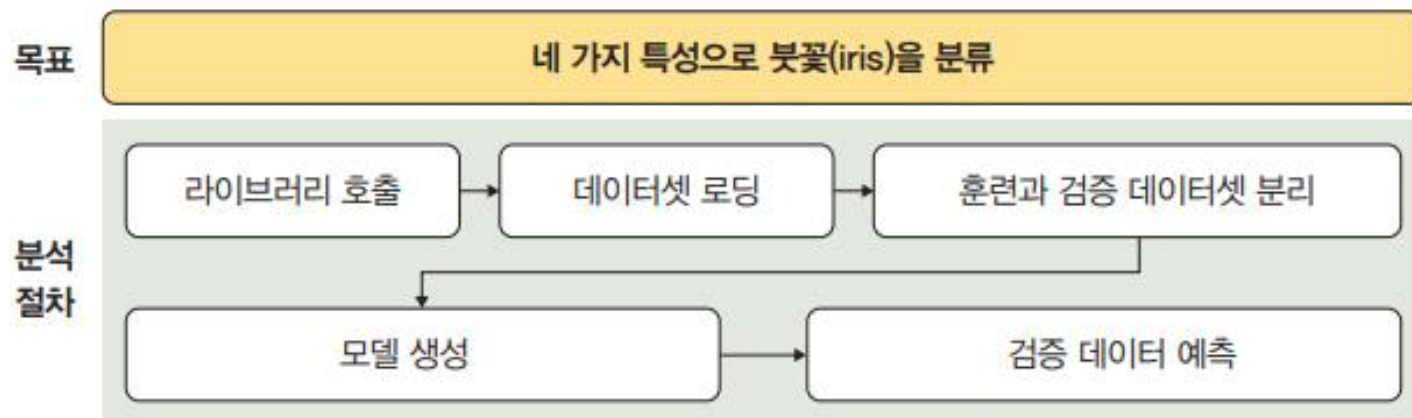 목표
네 가지 특성으로 붓꽃(iris)을 분류
분석
절차
라이브러리 호출
데이터셋 로딩
훈련과 검증 데이터셋 분리
모델 생성
검증 데이터 예측